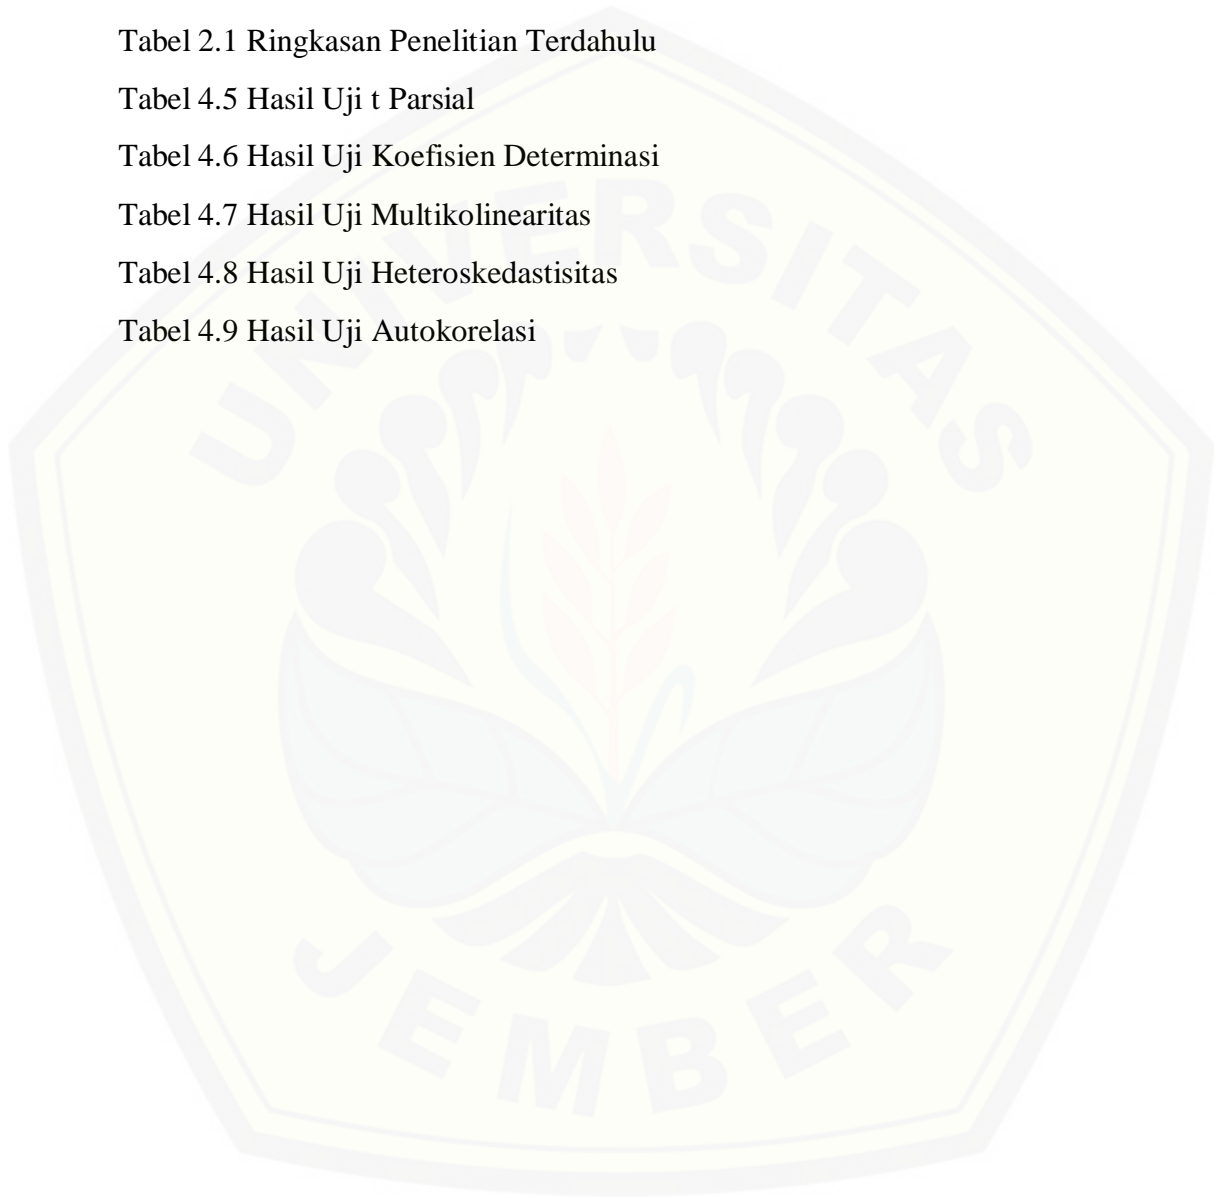 Tabel 2.1 Ringkasan Penelitian Terdahulu
Tabel 4.5 Hasil Uji t Parsial
Tabel 4.6 Hasil Uji Koefisien Determinasi
Tabel 4.7 Hasil Uji Multikolinearitas
Tabel 4.8 Hasil Uji Heteroskedastisitas
Tabel 4.9 Hasil Uji Autokorelasi
UNIVERSITAS
JEMBER